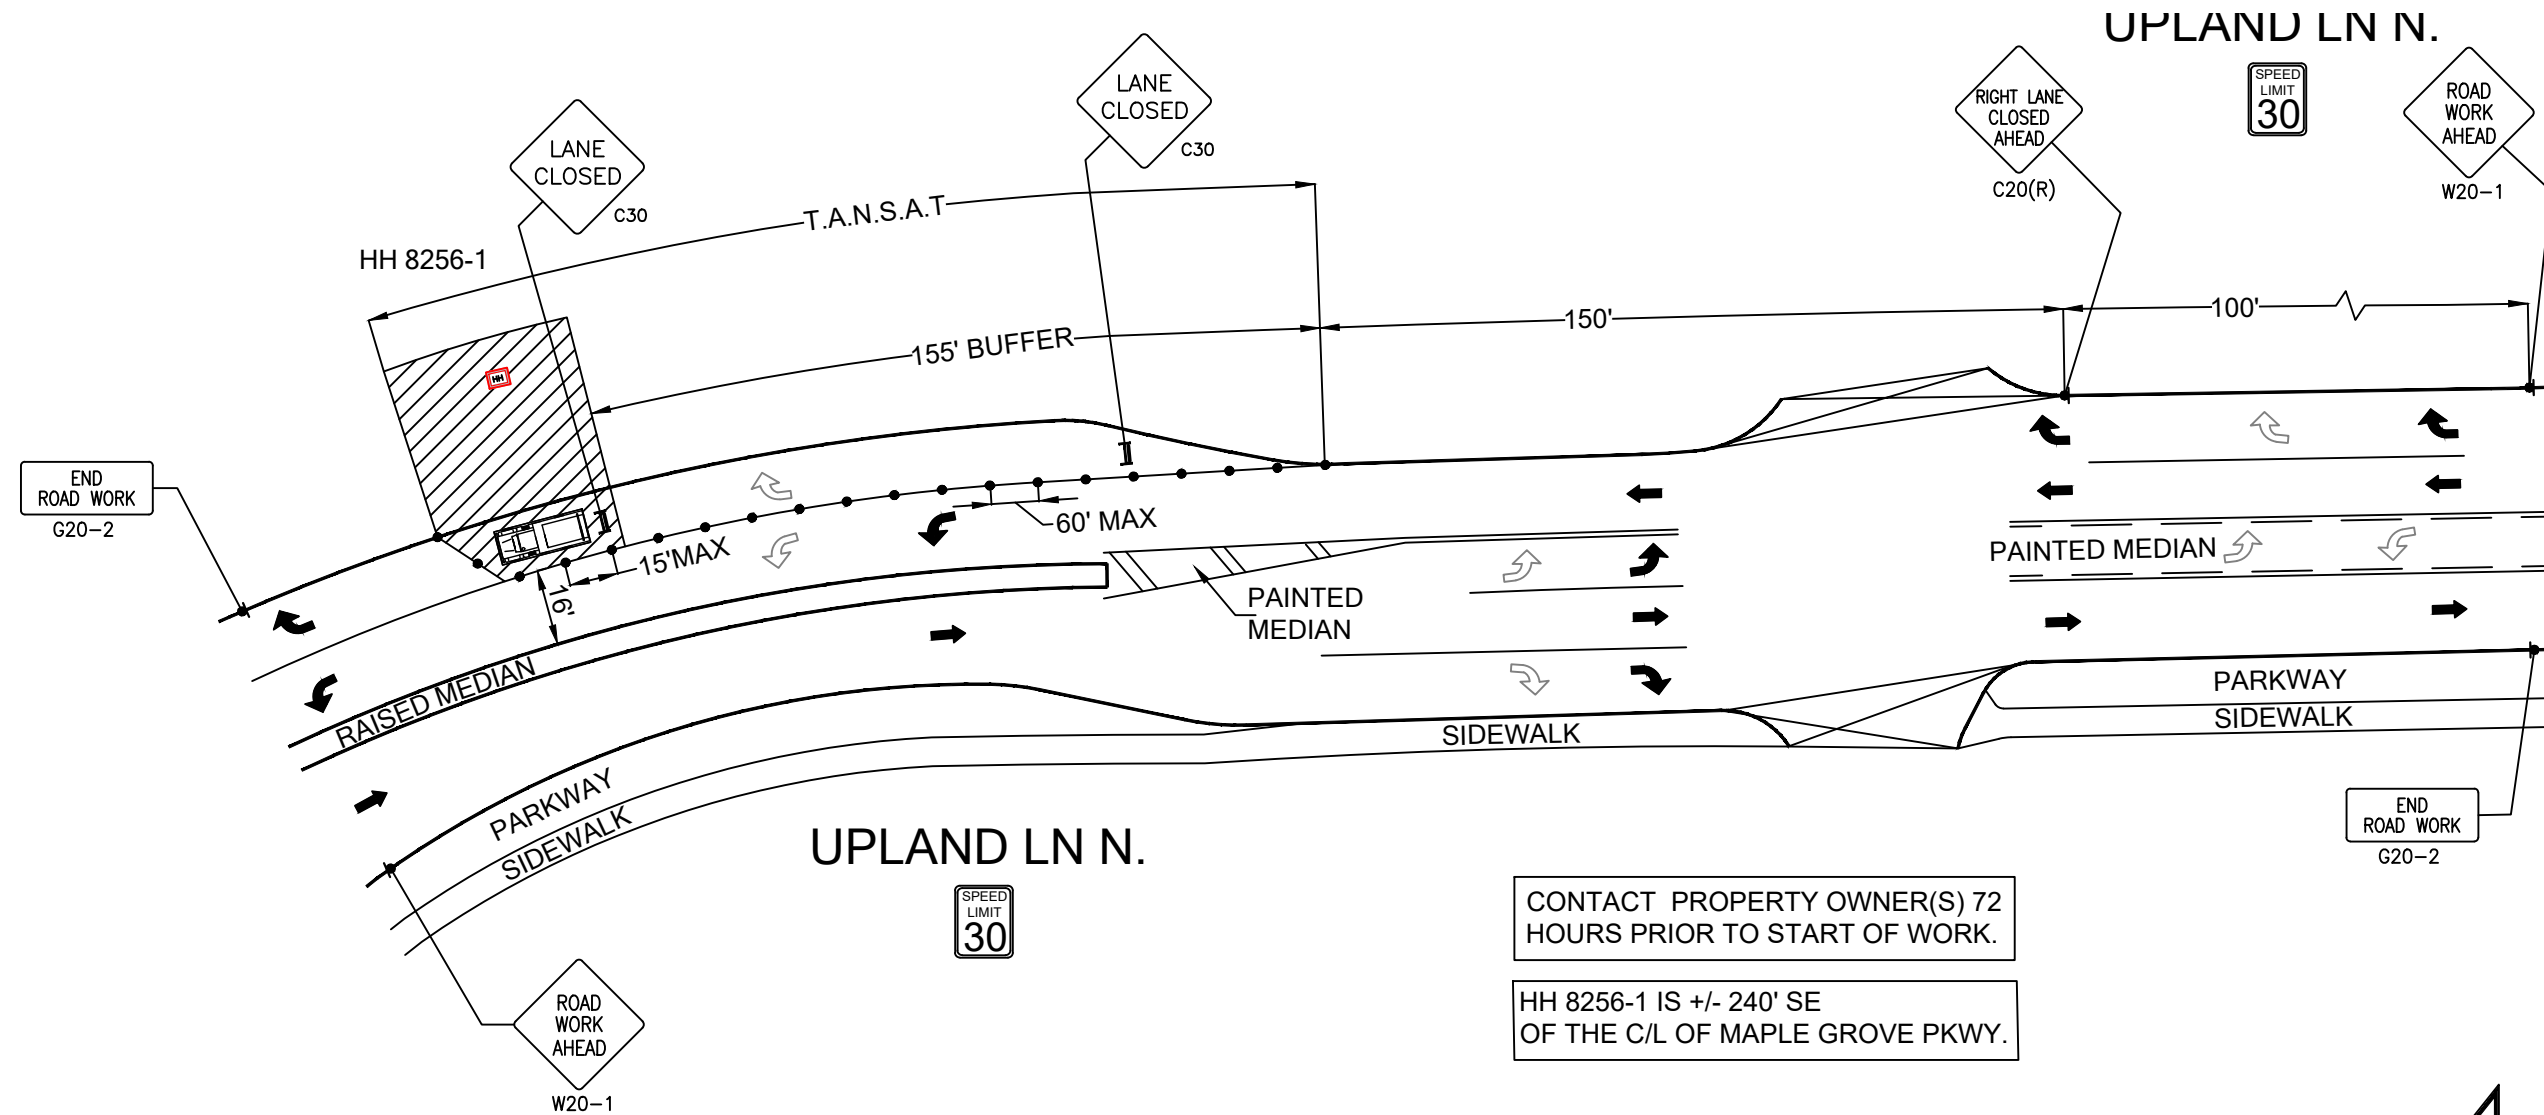 UPLAND LN N.
SPEED
LIMIT
30
LANE
CLOSED
C30
LANE
CLOSED
C30
RIGHT LANE
CLOSED
AHEAD
C20(R)
ROAD
WORK
AHEAD
W20-1
T.A.N.S.A.T
HH 8256-1
155' BUFFER
150'
100'
HH
END
ROAD WORK
G20-2
15'MAX
60' MAX
16'
PAINTED
MEDIAN
PAINTED MEDIAN
RAISED MEDIAN
PARKWAY
SIDEWALK
SIDEWALK
PARKWAY
SIDEWALK
END
ROAD WORK
G20-2
UPLAND LN N.
SPEED
LIMIT
30
CONTACT PROPERTY OWNER(S) 72
HOURS PRIOR TO START OF WORK.
HH 8256-1 IS +/- 240' SE
OF THE C/L OF MAPLE GROVE PKWY.
ROAD
WORK
AHEAD
W20-1